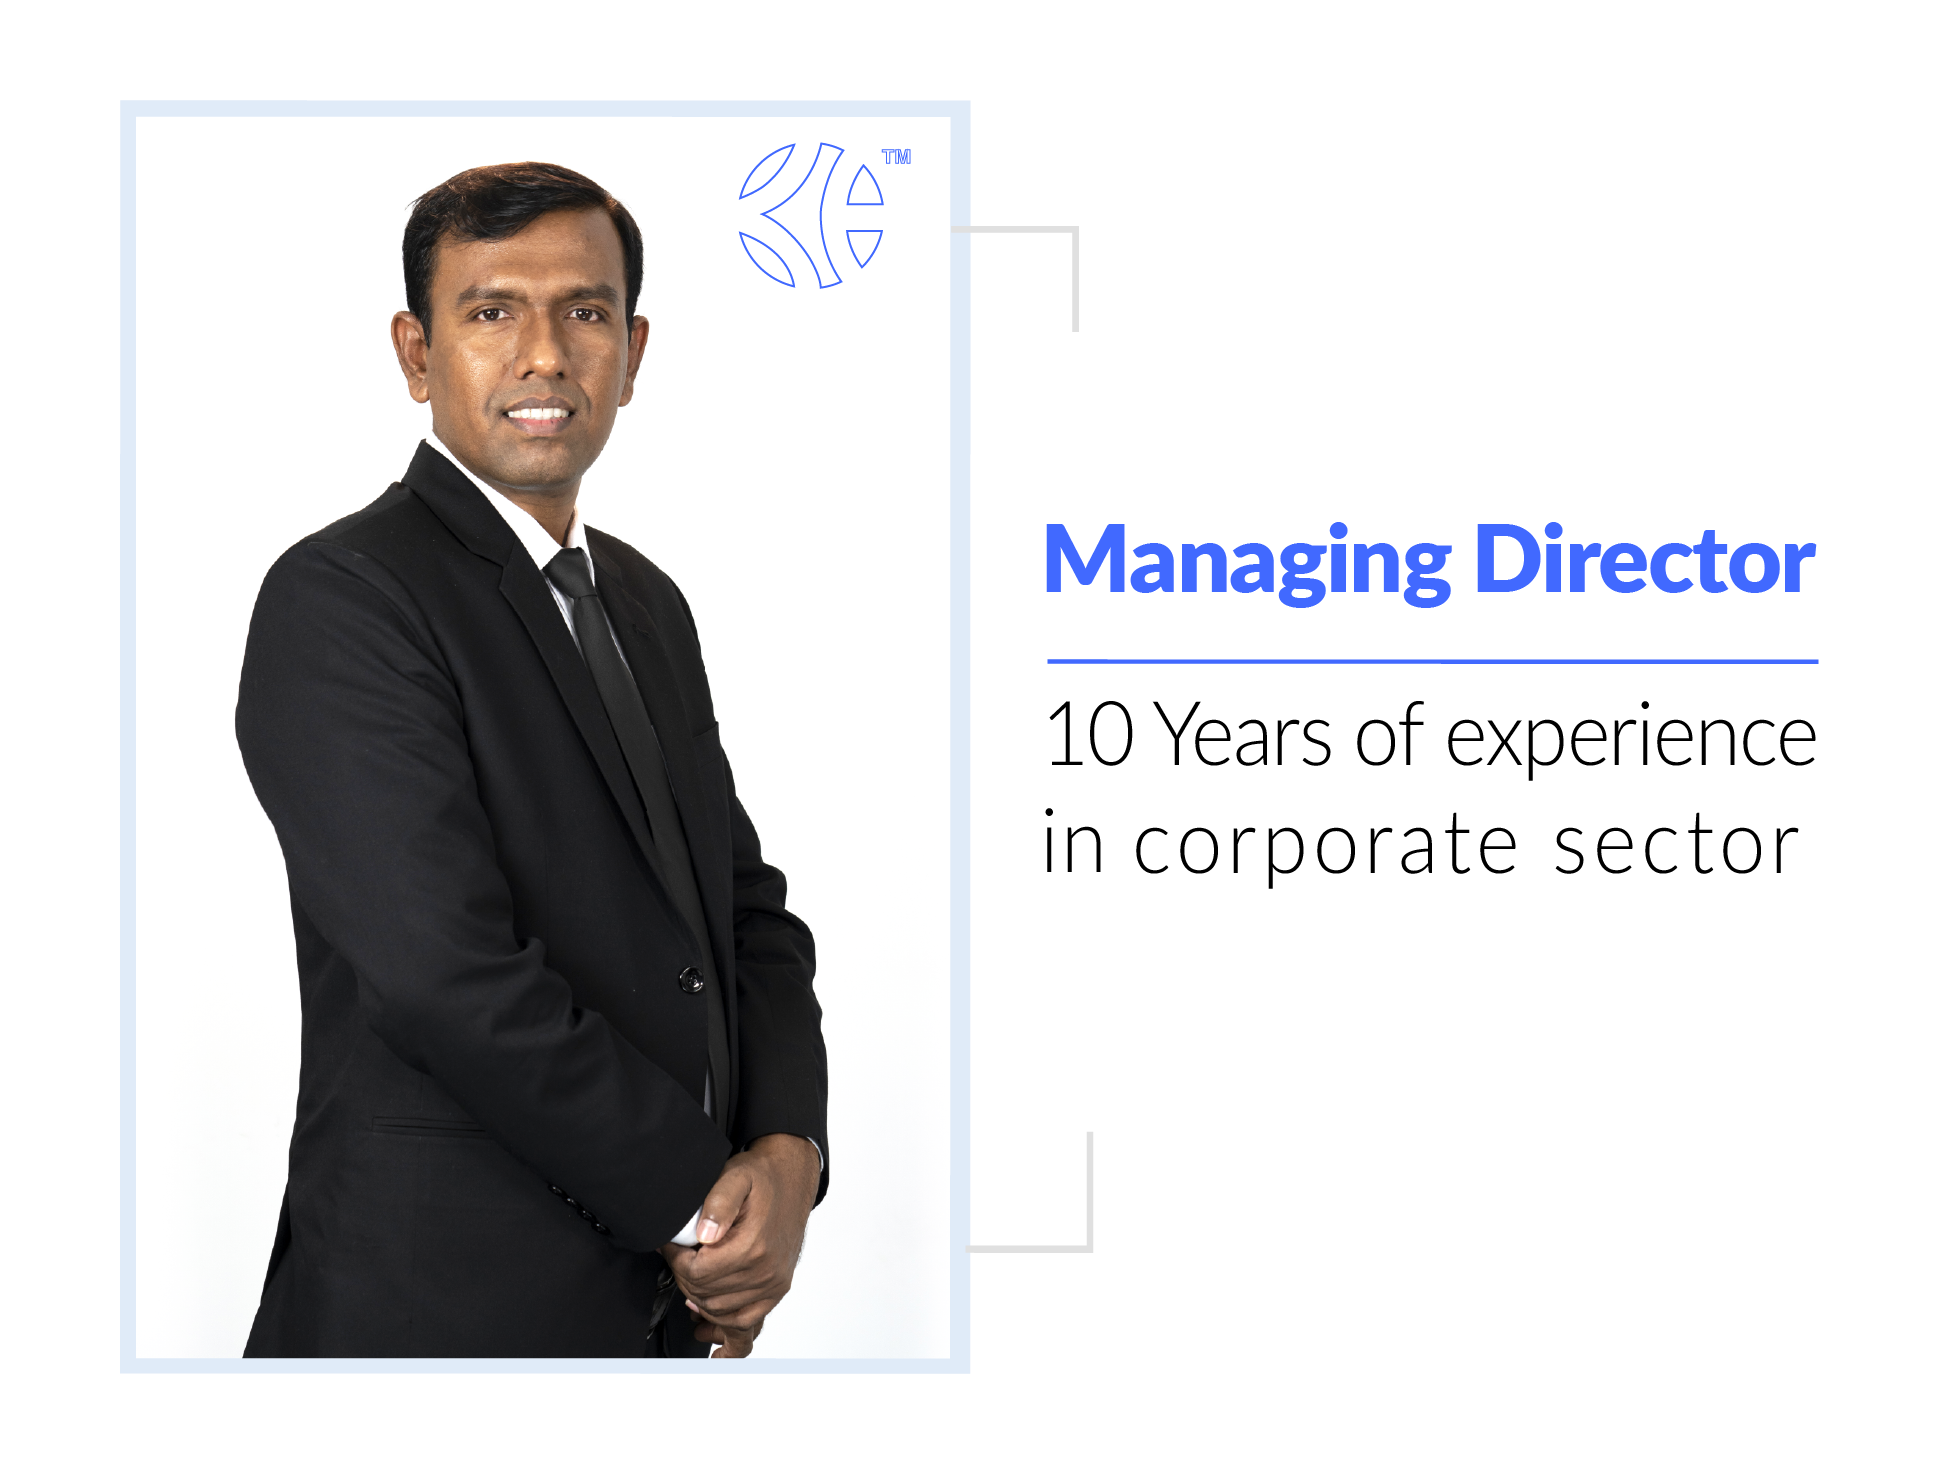 TM
Managing Director
10 Years of experience
in corporate sector